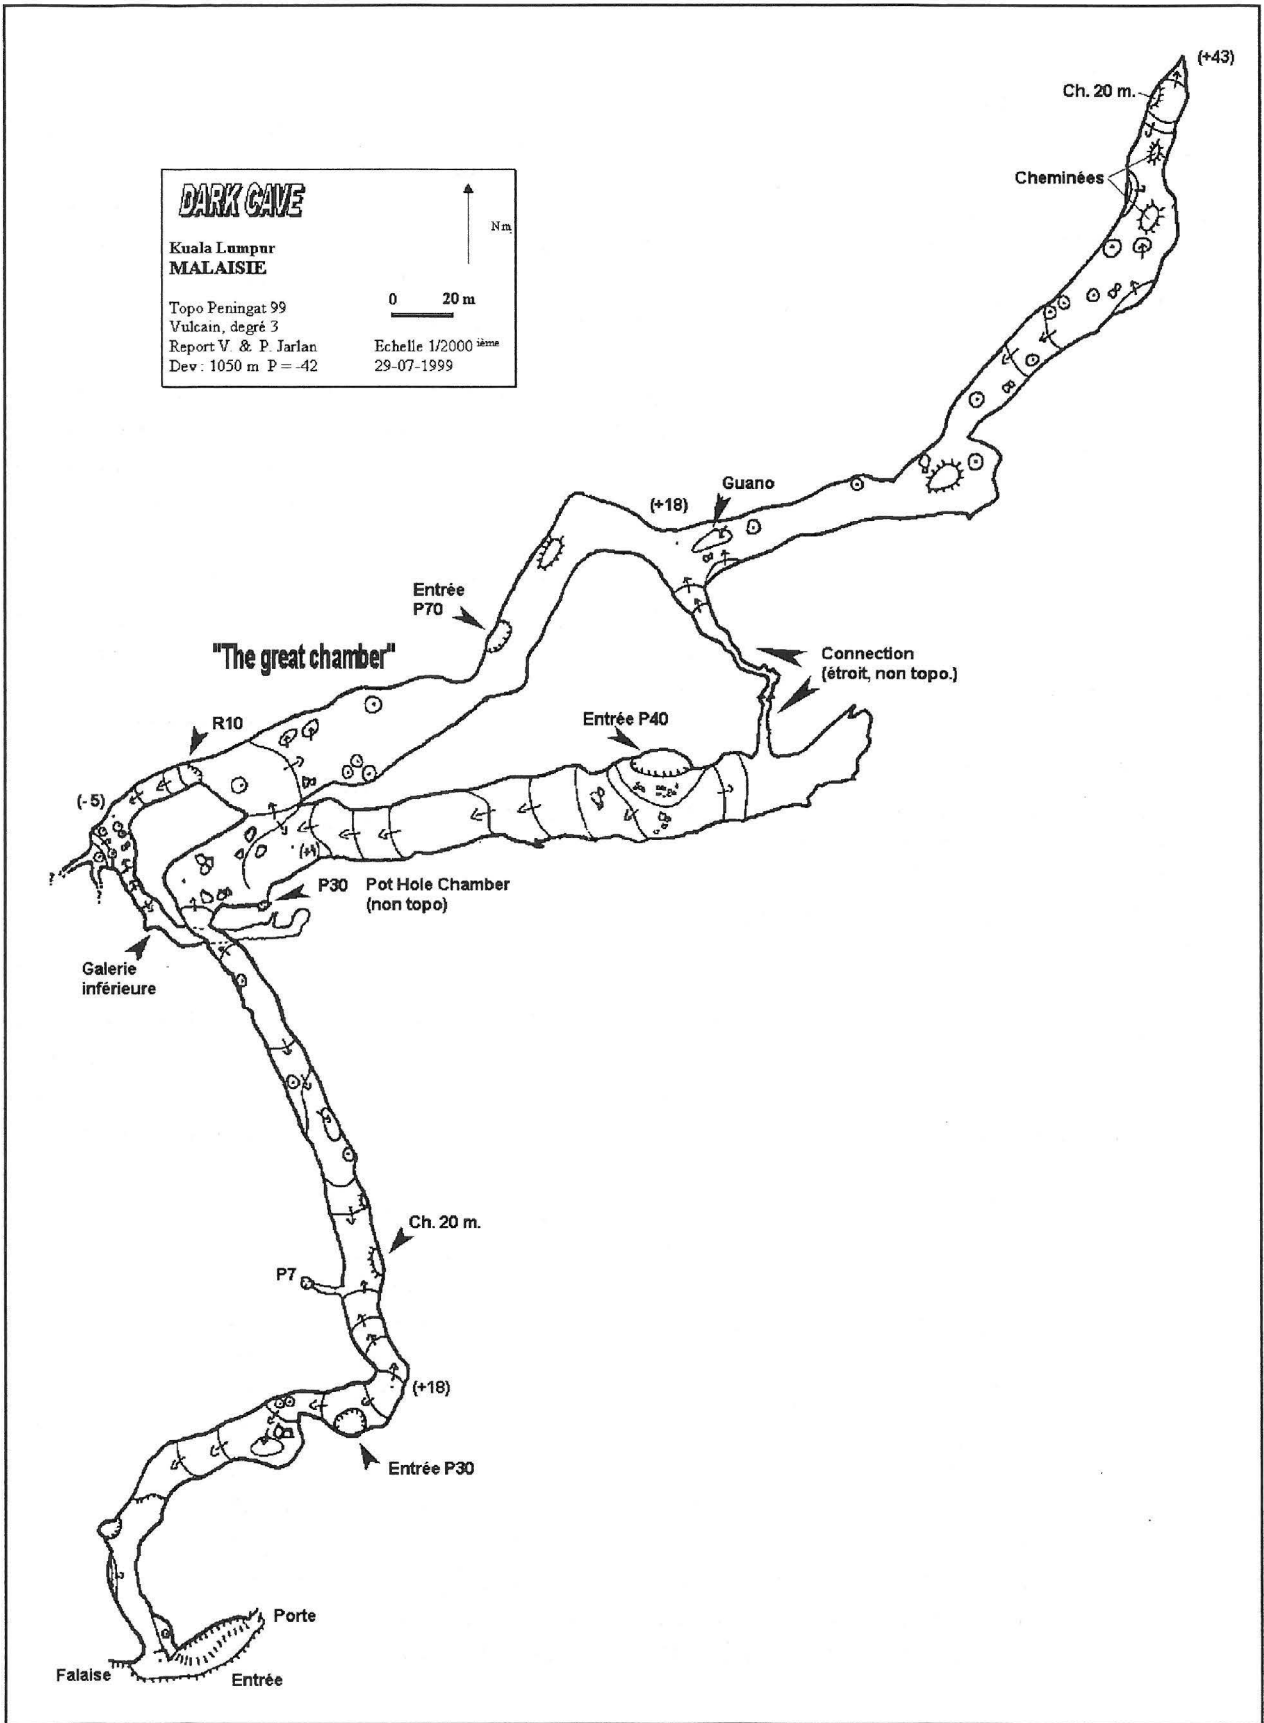 (+43)
Ch. 20 m.
Cheminées
DARK CAVE
Nm
Kuala Lumpur
MALAISIE
0 20 m
Topo Peningat 99
Vulcain, degré 3
Report V. & P. Jarlan
Echelle 1/2000 ième
Dev : 1050 m P = -42
29-07-1999
Guano
(+18)
Entrée
P70
"The great chamber"
Connection
(étroit, non topo.)
R10
Entrée P40
(- 5)
(+4)
?
?
P30 Pot Hole Chamber
(non topo)
Galerie
inférieure
Ch. 20 m.
P7
(+18)
Entrée P30
Porte
Falaise
Entrée